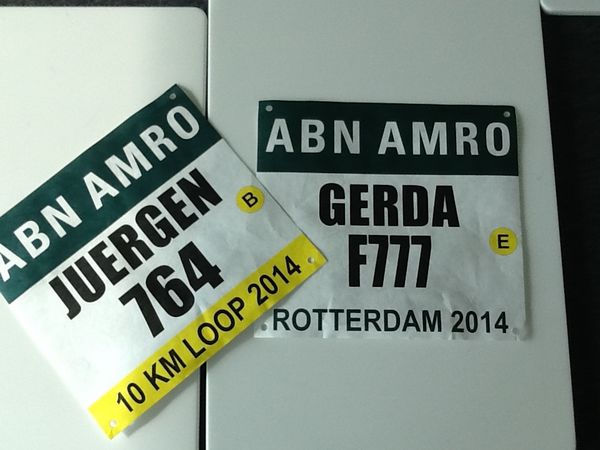 ABN AMRO
JUERGEN
764
B
10 KM LOOP 2014
ABN AMRO
GERDA
F777
E
ROTTERDAM 2014